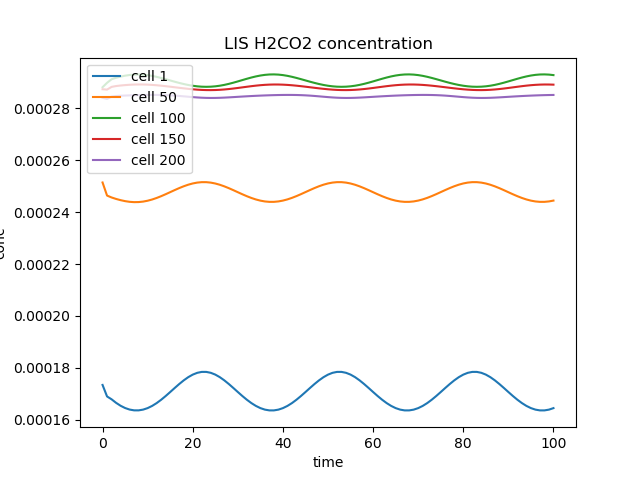 LIS H2CO2 concentration
cell 1
cell 50
cell 100
cell 150
cell 200
0.00028
0.00026
0.00024
0.00022
0.00020
0.00018
0.00016
conc
0
20
40
60
80
100
time